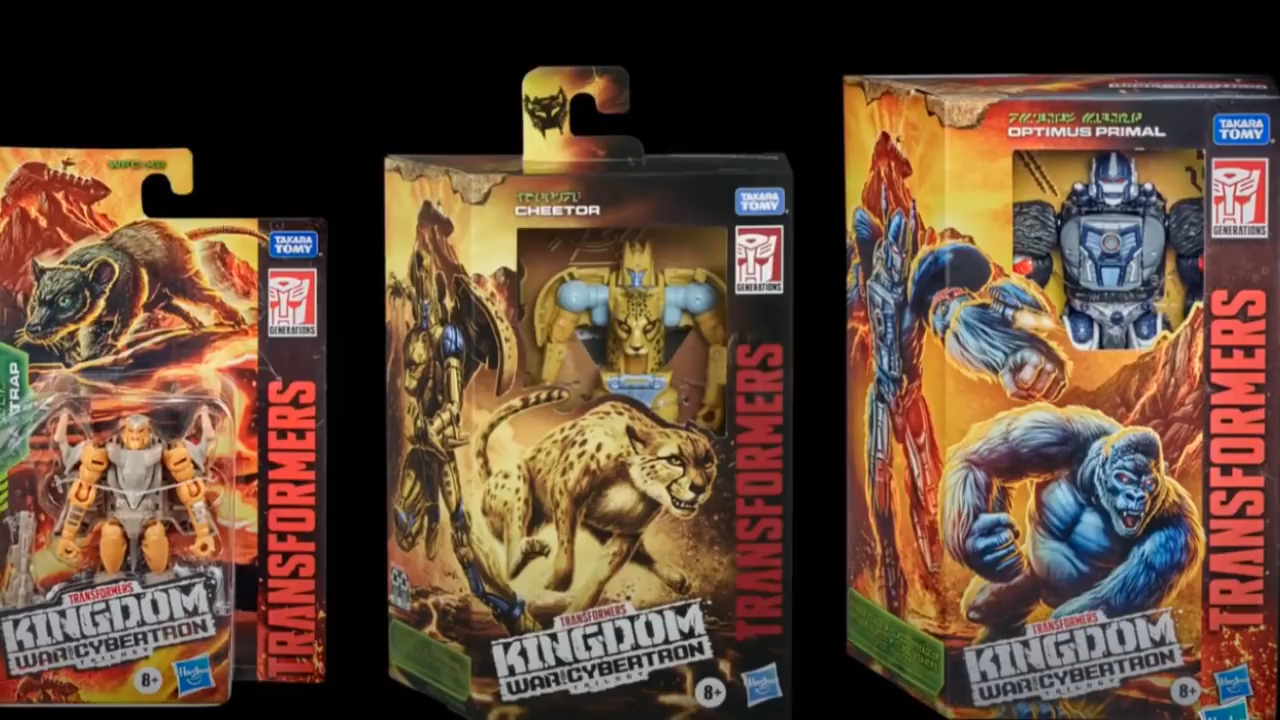 TAKARA
TOMY
GENERATIONS
TRAP
TRANSFORMERS
TRANSFORMERS
KINGDOM
WAR FOR CYBERTRON
TRILOGY
8+
Hasbro
CHEETOR
TAKARA
TOMY
GENERATIONS
TRANSFORMERS
TRANSFORMERS
KINGDOM
WAR FOR CYBERTRON
TRILOGY
8+
Hasbro
OPTIMUS PRIMAL
TAKARA
TOMY
GENERATIONS
TRANSFORMERS
TRANSFORMERS
KINGDOM
WAR FOR CYBERTRON
TRILOGY
8+
Hasbro